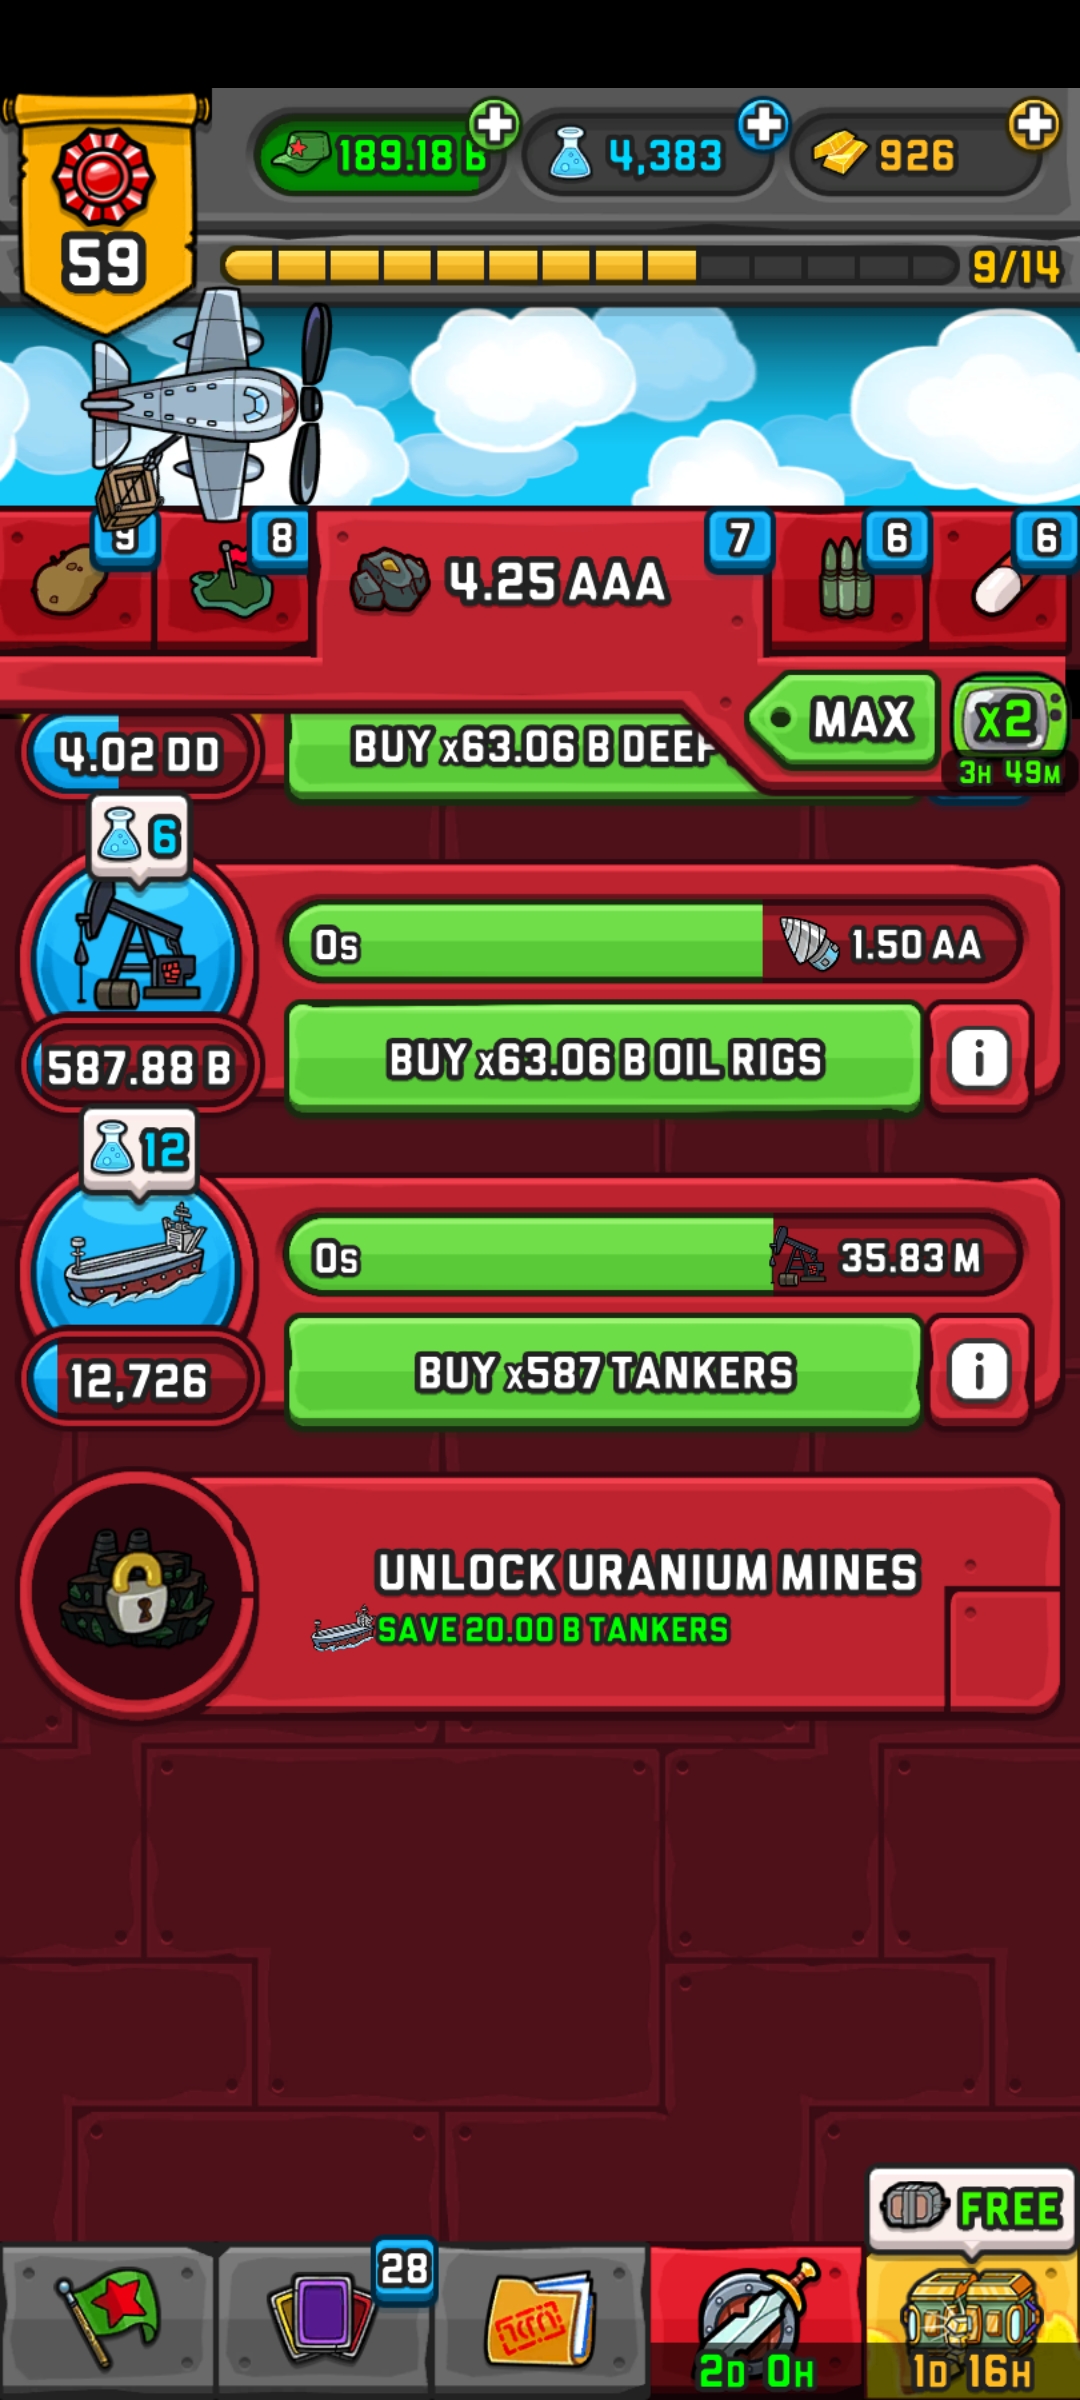 189.18 B
4,383
926
59
9/14
9
8
4.25 AAA
7
6
6
MAX
x2
3H 49M
4.02 DD
BUY x63.06 B DEEP
6
0s
1.50 AA
587.88 B
BUY x63.06 B OIL RIGS
i
12
0s
35.83 M
12,726
BUY x587 TANKERS
i
UNLOCK URANIUM MINES
SAVE 20.00 B TANKERS
FREE
28
2D 0H
1D 16H